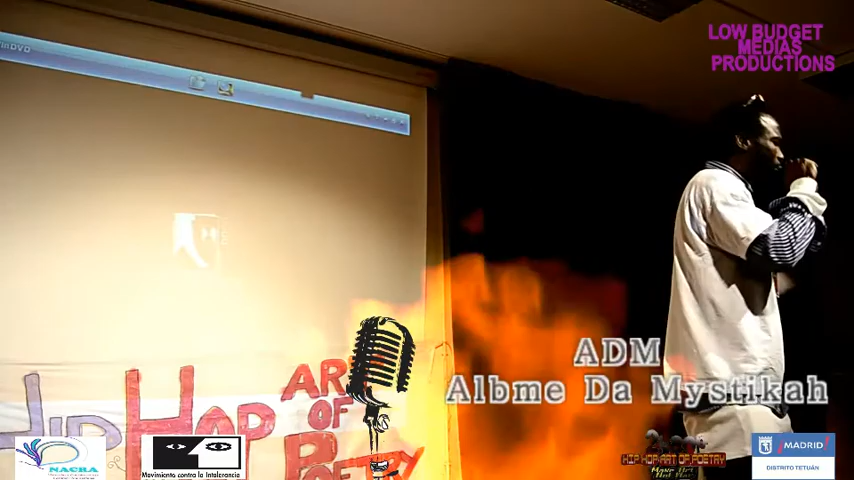 WinDVD
LOW BUDGET
MEDIAS
PRODUCTIONS
ADM
Albme Da Mystikah
HIP HOP ART
OF
POETRY
NACRA
Movimiento contra la Intolerancia
HIP HOP ART OF POETRY
MADRID
DISTRITO TETUÁN